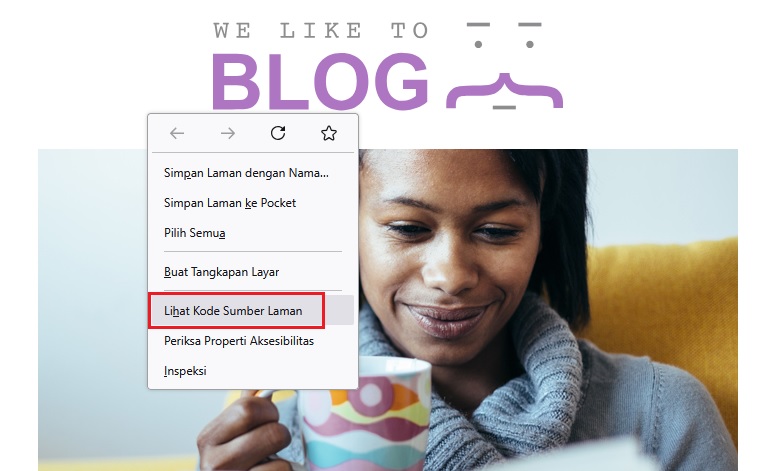 WE LIKE TO
BLOG
Simpan Laman dengan Nama...
Simpan Laman ke Pocket
Pilih Semua
Buat Tangkapan Layar
Lihat Kode Sumber Laman
Periksa Properti Aksesibilitas
Inspeksi